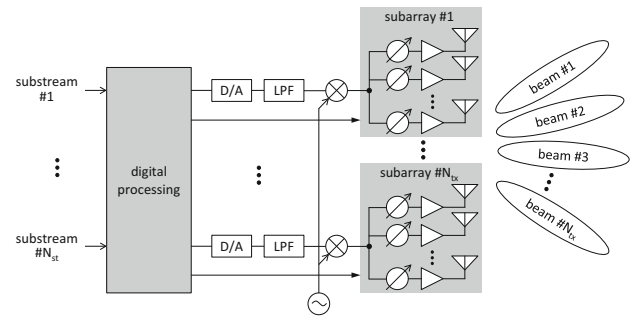 subarray #1
substream
#1
D/A
LPF
beam #1
beam #2
beam #3
beam #N_tx
digital
processing
subarray #N_tx
substream
#N_st
D/A
LPF